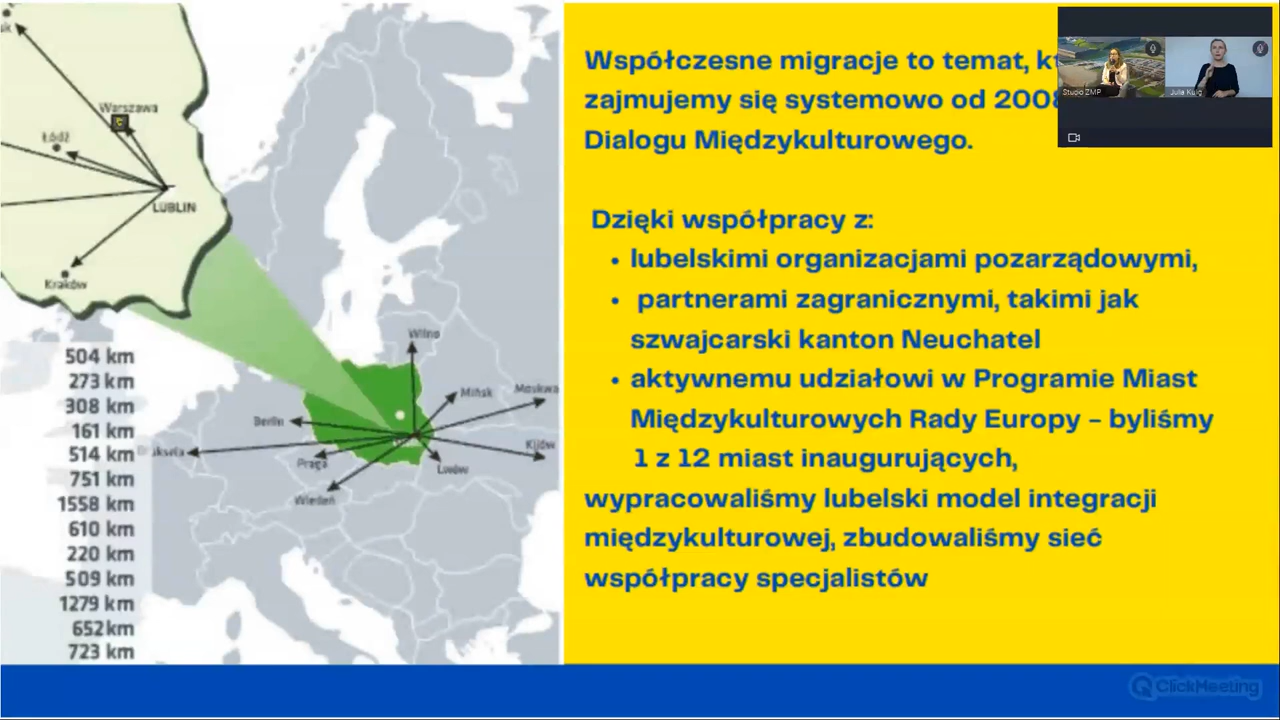 Warszawa
Łódź
LUBLIN
Kraków
504 km
273 km
308 km
161 km
514 km
751 km
1558 km
610 km
220 km
509 km
1279 km
652 km
723 km
Wilno
Mińsk
Moskwa
Berlin
Kijów
Praga
Lwów
Wiedeń
Współczesne migracje to temat,
zajmujemy się systemowo od
Dialogu Międzykulturowego.
Dzięki współpracy z:
• lubelskimi organizacjami pozarządowymi,
• partnerami zagranicznymi, takimi jak
szwajcarski kanton Neuchatel
• aktywnemu udziałowi w Programie Miast
Międzykulturowych Rady Europy – byliśmy
1 z 12 miast inaugurujących,
wypracowaliśmy lubelski model integracji
międzykulturowej, zbudowaliśmy sieć
współpracy specjalistów
Studio ZMP
ClickMeeting